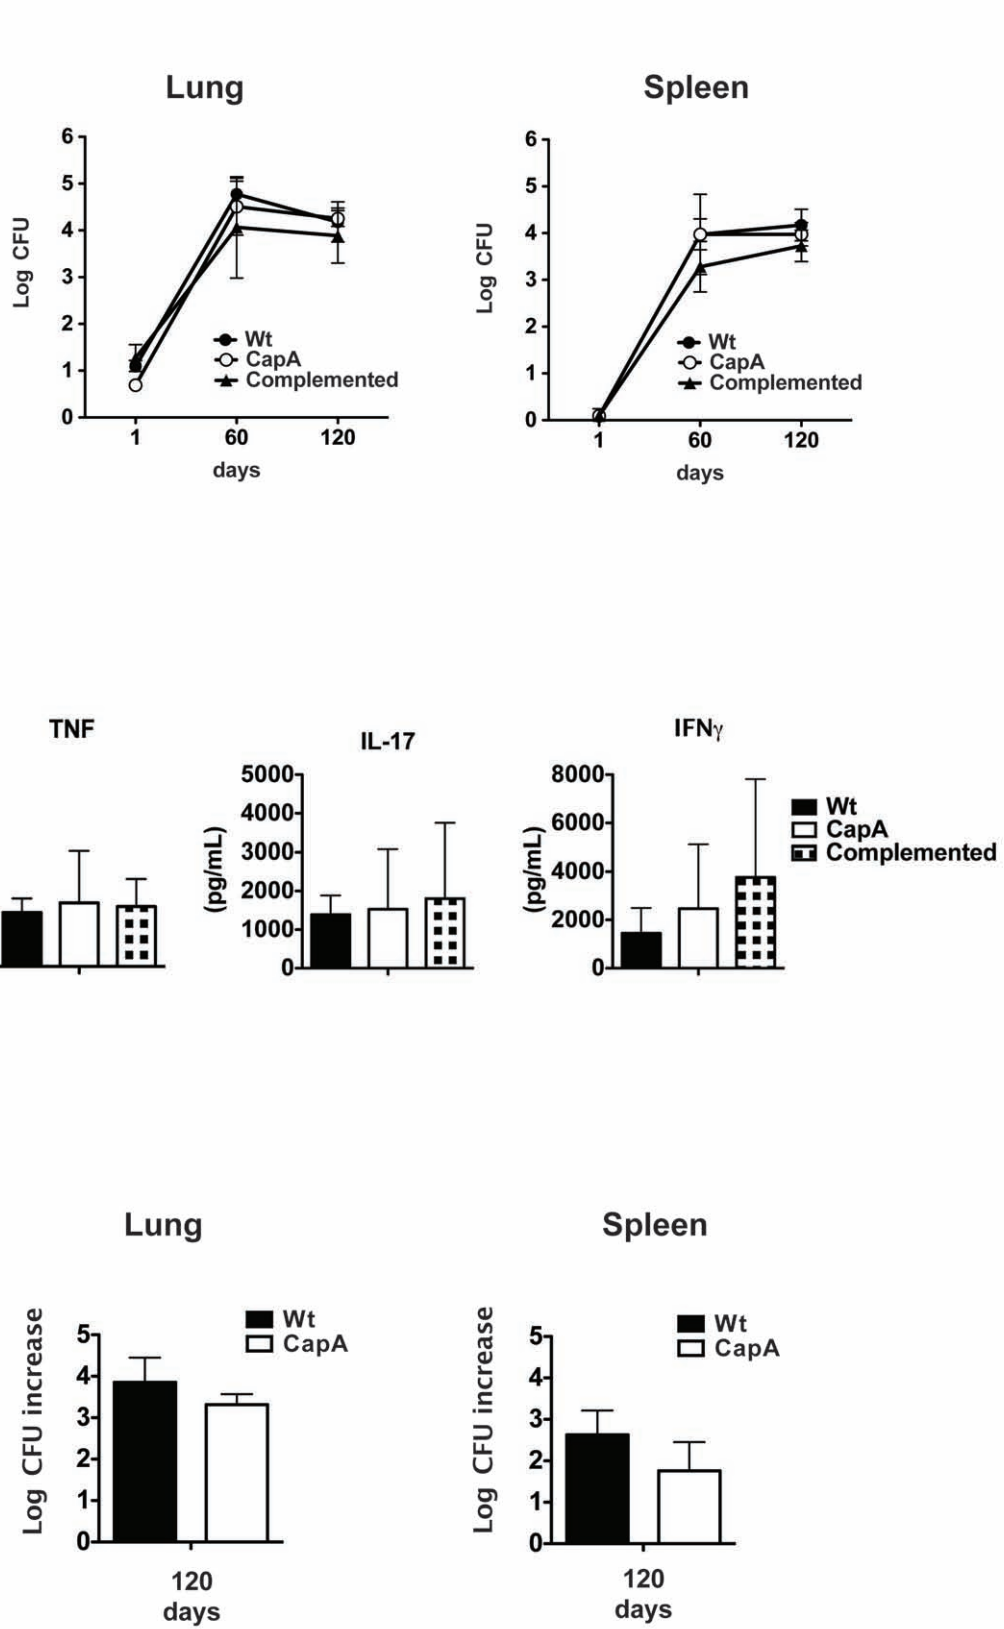 Lung
Spleen
6
5
4
3
2
1
0
Log CFU
Wt
CapA
Complemented
1 60 120
days
6
5
4
3
2
1
0
Log CFU
Wt
CapA
Complemented
1 60 120
days
TNF
IL-17
5000
4000
3000
2000
1000
0
(pg/mL)
IFNγ
8000
6000
4000
2000
0
(pg/mL)
Wt
CapA
Complemented
Lung
Spleen
Wt
CapA
5
4
3
2
1
0
Log CFU increase
120
days
Wt
CapA
5
4
3
2
1
0
Log CFU increase
120
days